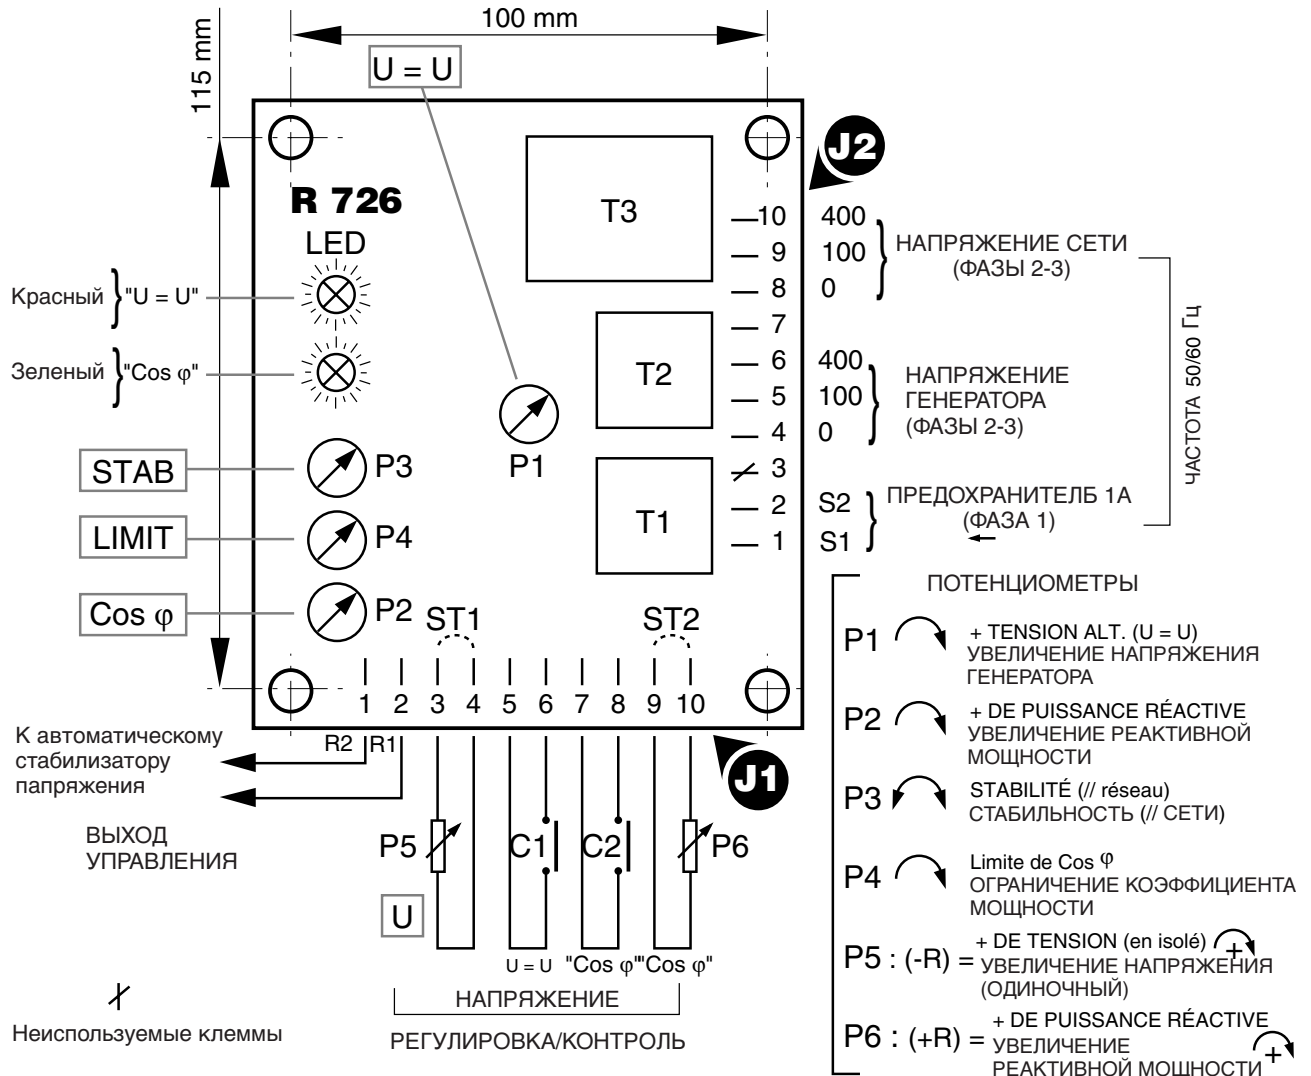 100 mm
115 mm
U = U
J2
R 726
LED
T3
10 400
9 100
8 0
7
НАПРЯЖЕНИЕ СЕТИ
(ФАЗЫ 2-3)
Красный } "U = U"
Зеленый } "Cos φ"
T2
6 400
5 100
4 0
НАПРЯЖЕНИЕ
ГЕНЕРАТОРА
(ФАЗЫ 2-3)
ЧАСТОТА 50/60 Гц
P1
STAB P3
LIMIT P4
Cos φ P2
T1
3
2 S2
1 S1
ПРЕДОХРАНИТЕЛБ 1А
(ФАЗА 1)
ST1 ST2
1 2 3 4 5 6 7 8 9 10
R2 R1
J1
К автоматическому
стабилизатору
папряжения
ВЫХОД
УПРАВЛЕНИЯ
P5 C1 C2 P6
U
U = U "Cos φ" "Cos φ"
НАПРЯЖЕНИЕ
РЕГУЛИРОВКА/КОНТРОЛЬ
Неиспользуемые клеммы
ПОТЕНЦИОМЕТРЫ
P1 + TENSION ALT. (U = U)
УВЕЛИЧЕНИЕ НАПРЯЖЕНИЯ
ГЕНЕРАТОРА
P2 + DE PUISSANCE RÉACTIVE
УВЕЛИЧЕНИЕ РЕАКТИВНОЙ
МОЩНОСТИ
P3 STABILITÉ (// réseau)
СТАБИЛЬНОСТЬ (// СЕТИ)
P4 Limite de Cos φ
ОГРАНИЧЕНИЕ КОЭФФИЦИЕНТА
МОЩНОСТИ
P5 : (-R) = + DE TENSION (en isolé) +
УВЕЛИЧЕНИЕ НАПРЯЖЕНИЯ
(ОДИНОЧНЫЙ)
P6 : (+R) = + DE PUISSANCE RÉACTIVE
УВЕЛИЧЕНИЕ
РЕАКТИВНОЙ МОЩНОСТИ +